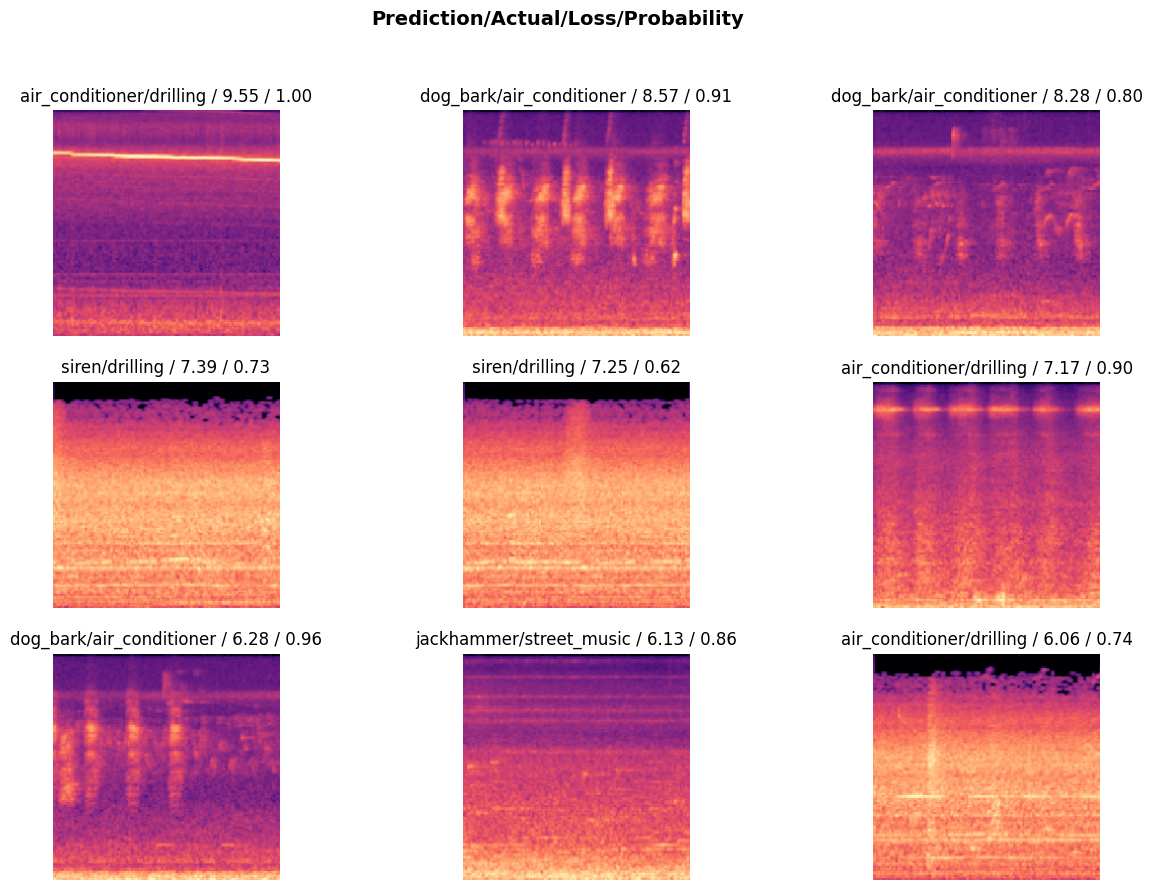 Prediction/Actual/Loss/Probability
air_conditioner/drilling / 9.55 / 1.00
dog_bark/air_conditioner / 8.57 / 0.91
dog_bark/air_conditioner / 8.28 / 0.80
siren/drilling / 7.39 / 0.73
siren/drilling / 7.25 / 0.62
air_conditioner/drilling / 7.17 / 0.90
dog_bark/air_conditioner / 6.28 / 0.96
jackhammer/street_music / 6.13 / 0.86
air_conditioner/drilling / 6.06 / 0.74